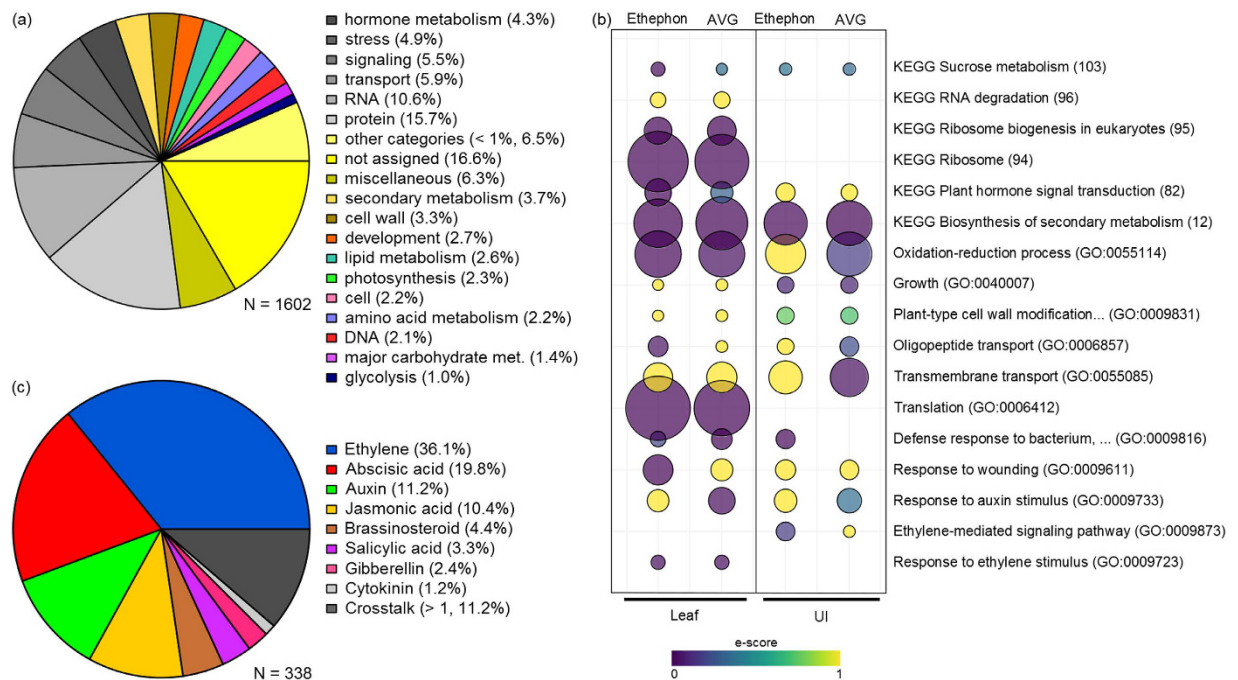 (a)
hormone metabolism (4.3%)
stress (4.9%)
signaling (5.5%)
transport (5.9%)
RNA (10.6%)
protein (15.7%)
other categories (< 1%, 6.5%)
not assigned (16.6%)
miscellaneous (6.3%)
secondary metabolism (3.7%)
cell wall (3.3%)
development (2.7%)
lipid metabolism (2.6%)
photosynthesis (2.3%)
cell (2.2%)
amino acid metabolism (2.2%)
DNA (2.1%)
major carbohydrate met. (1.4%)
glycolysis (1.0%)
N = 1602
(b)
Ethephon AVG Ethephon AVG
KEGG Sucrose metabolism (103)
KEGG RNA degradation (96)
KEGG Ribosome biogenesis in eukaryotes (95)
KEGG Ribosome (94)
KEGG Plant hormone signal transduction (82)
KEGG Biosynthesis of secondary metabolism (12)
Oxidation-reduction process (GO:0055114)
Growth (GO:0040007)
Plant-type cell wall modification... (GO:0009831)
Oligopeptide transport (GO:0006857)
Transmembrane transport (GO:0055085)
Translation (GO:0006412)
Defense response to bacterium, ... (GO:0009816)
Response to wounding (GO:0009611)
Response to auxin stimulus (GO:0009733)
Ethylene-mediated signaling pathway (GO:0009873)
Response to ethylene stimulus (GO:0009723)
Leaf UI
e-score
0 1
(c)
Ethylene (36.1%)
Abscisic acid (19.8%)
Auxin (11.2%)
Jasmonic acid (10.4%)
Brassinosteroid (4.4%)
Salicylic acid (3.3%)
Gibberellin (2.4%)
Cytokinin (1.2%)
Crosstalk (> 1, 11.2%)
N = 338